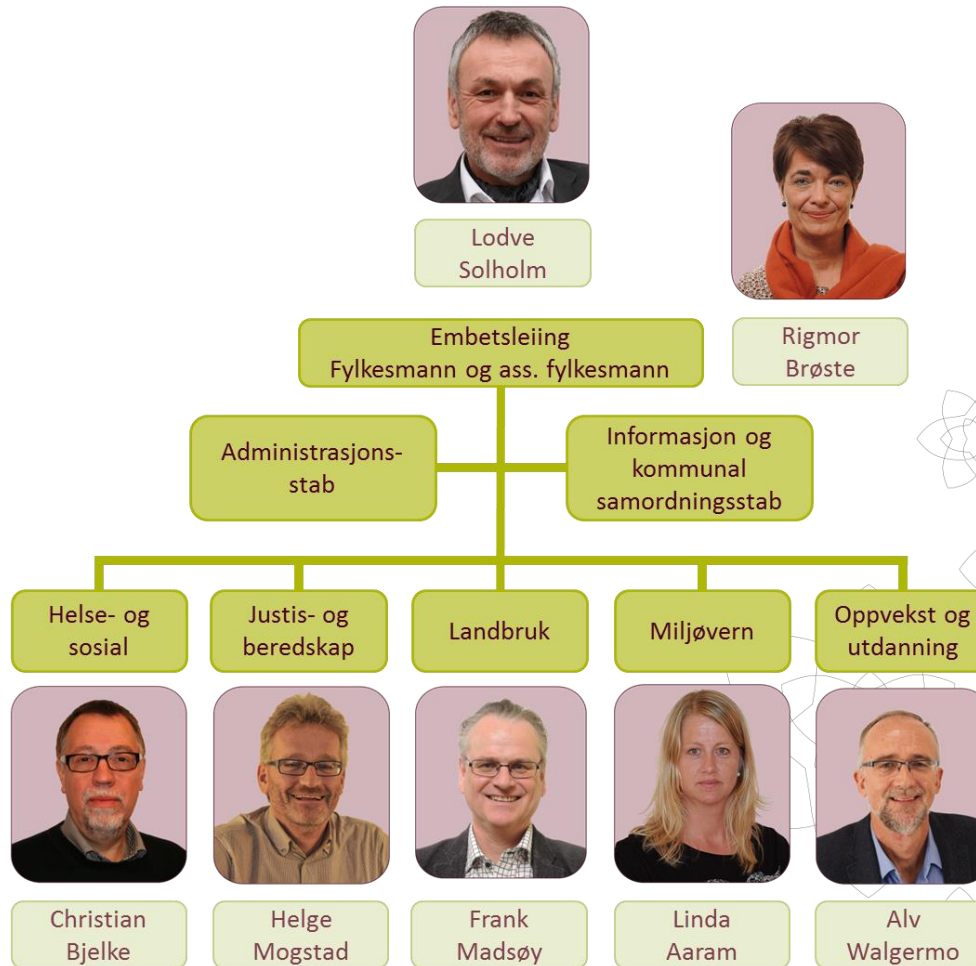 Lodve
Solholm
Rigmor
Brøste
Embetsleiing
Fylkesmann og ass. fylkesmann
Administrasjons-
stab
Informasjon og
kommunal
samordningsstab
Helse- og
sosial
Justis- og
beredskap
Landbruk
Miljøvern
Oppvekst og
utdanning
Christian
Bjelke
Helge
Mogstad
Frank
Madsøy
Linda
Aaram
Alv
Walgermo